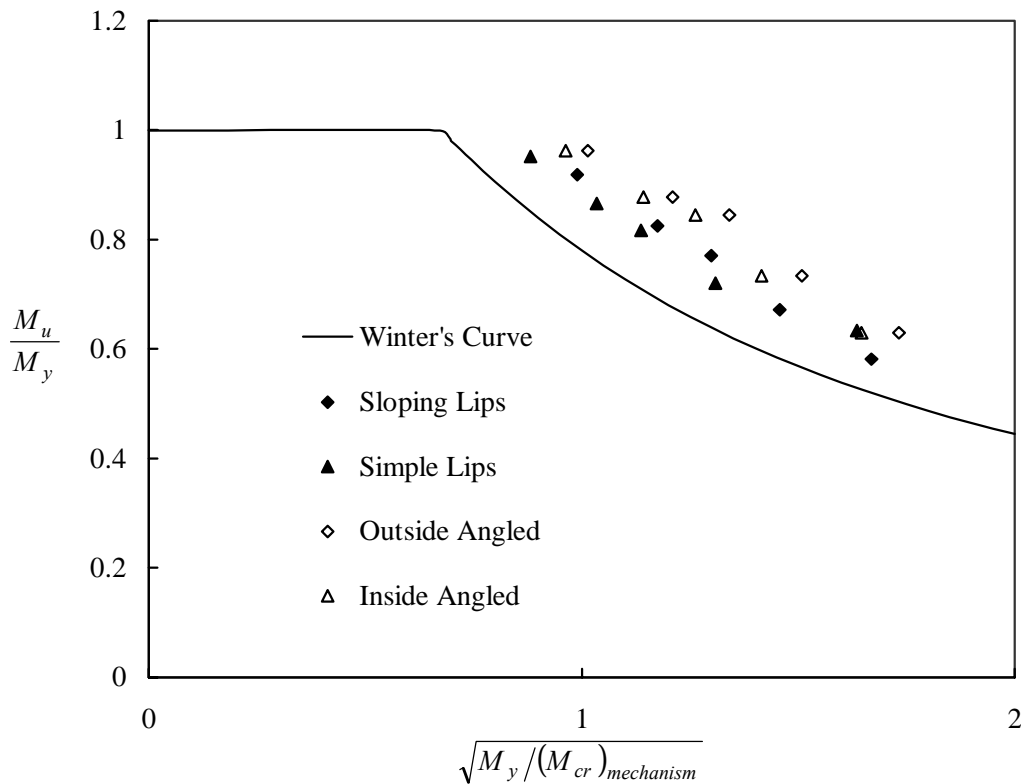 1.2
1
0.8
0.6
0.4
0.2
0
M_u
M_y
Winter's Curve
Sloping Lips
Simple Lips
Outside Angled
Inside Angled
0 1 2
√M_y/(M_cr)_mechanism